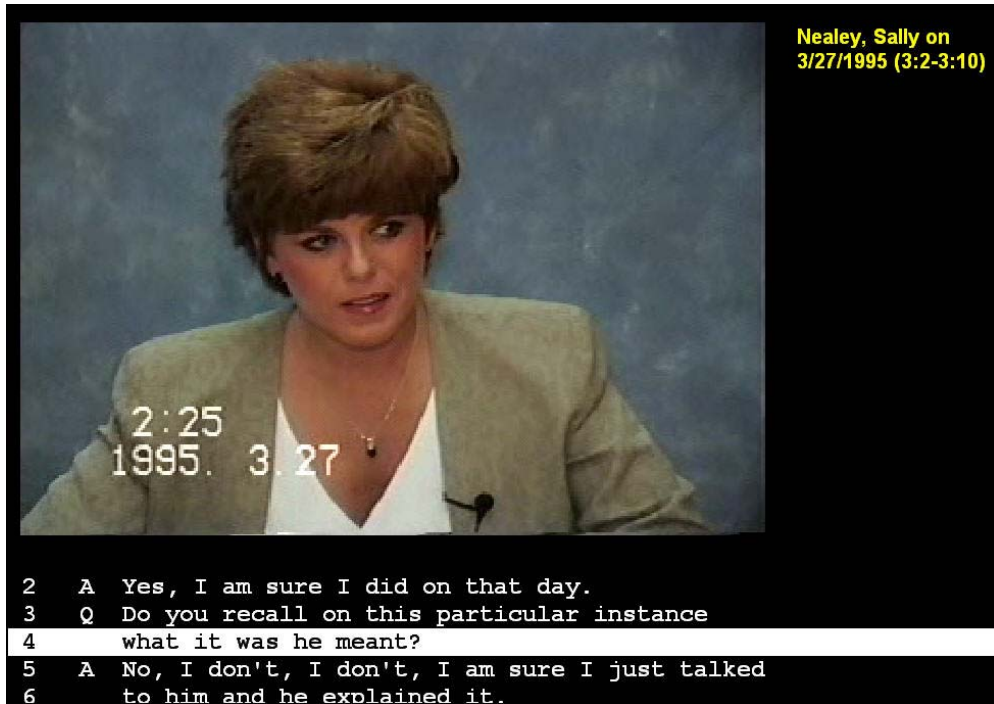 Nealey, Sally on
3/27/1995 (3:2-3:10)
2:25
1995. 3.27
2 A Yes, I am sure I did on that day.
3 Q Do you recall on this particular instance
4 what it was he meant?
5 A No, I don't, I don't, I am sure I just talked
6 to him and he explained it.